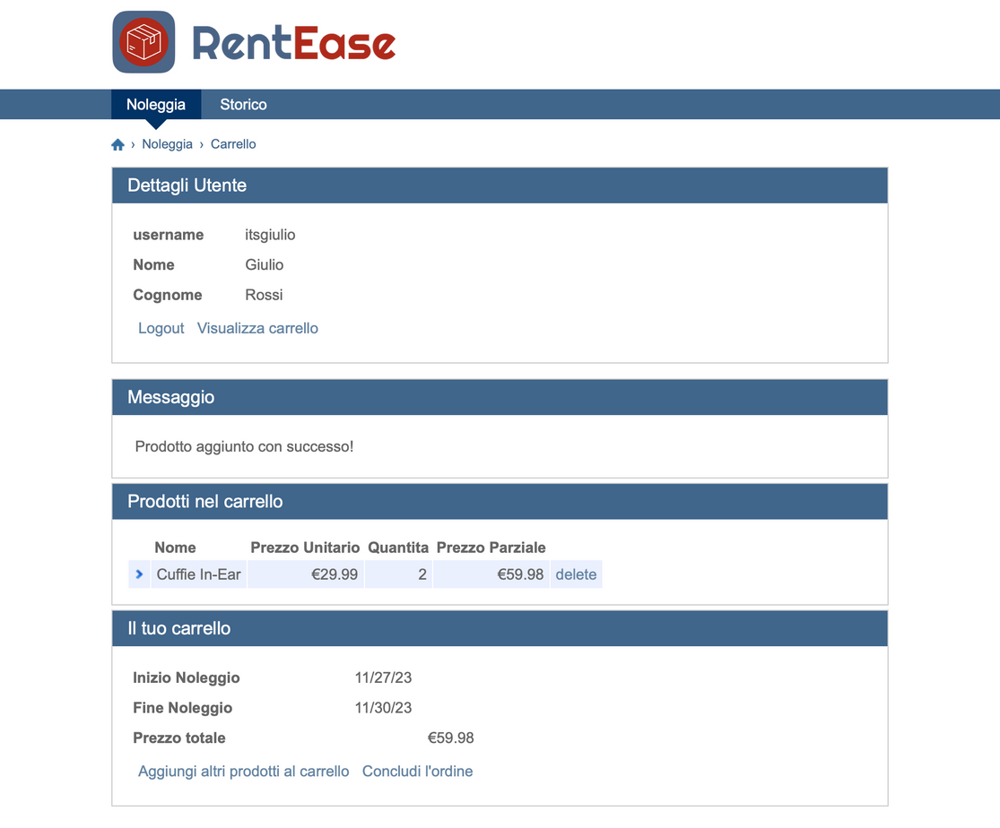 RentEase
Noleggia Storico
› Noleggia › Carrello
Dettagli Utente
username itsgiulio
Nome Giulio
Cognome Rossi
Logout Visualizza carrello
Messaggio
Prodotto aggiunto con successo!
Prodotti nel carrello
Nome Prezzo Unitario Quantita Prezzo Parziale
Cuffie In-Ear €29.99 2 €59.98 delete
Il tuo carrello
Inizio Noleggio 11/27/23
Fine Noleggio 11/30/23
Prezzo totale €59.98
Aggiungi altri prodotti al carrello Concludi l'ordine